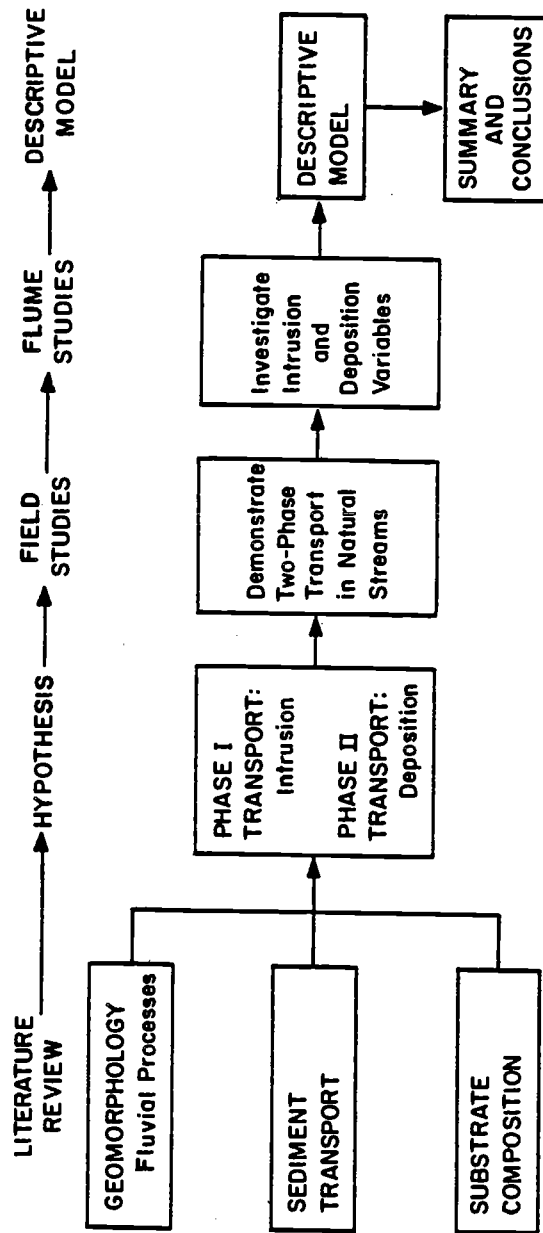 LITERATURE
REVIEW
HYPOTHESIS
FIELD
STUDIES
FLUME
STUDIES
DESCRIPTIVE
MODEL
GEOMORPHOLOGY
Fluvial Processes
SEDIMENT
TRANSPORT
SUBSTRATE
COMPOSITION
PHASE I
TRANSPORT:
Intrusion
PHASE II
TRANSPORT:
Deposition
Demonstrate
Two-Phase
Transport
in Natural
Streams
Investigate
Intrusion
and
Deposition
Variables
DESCRIPTIVE
MODEL
SUMMARY
AND
CONCLUSIONS